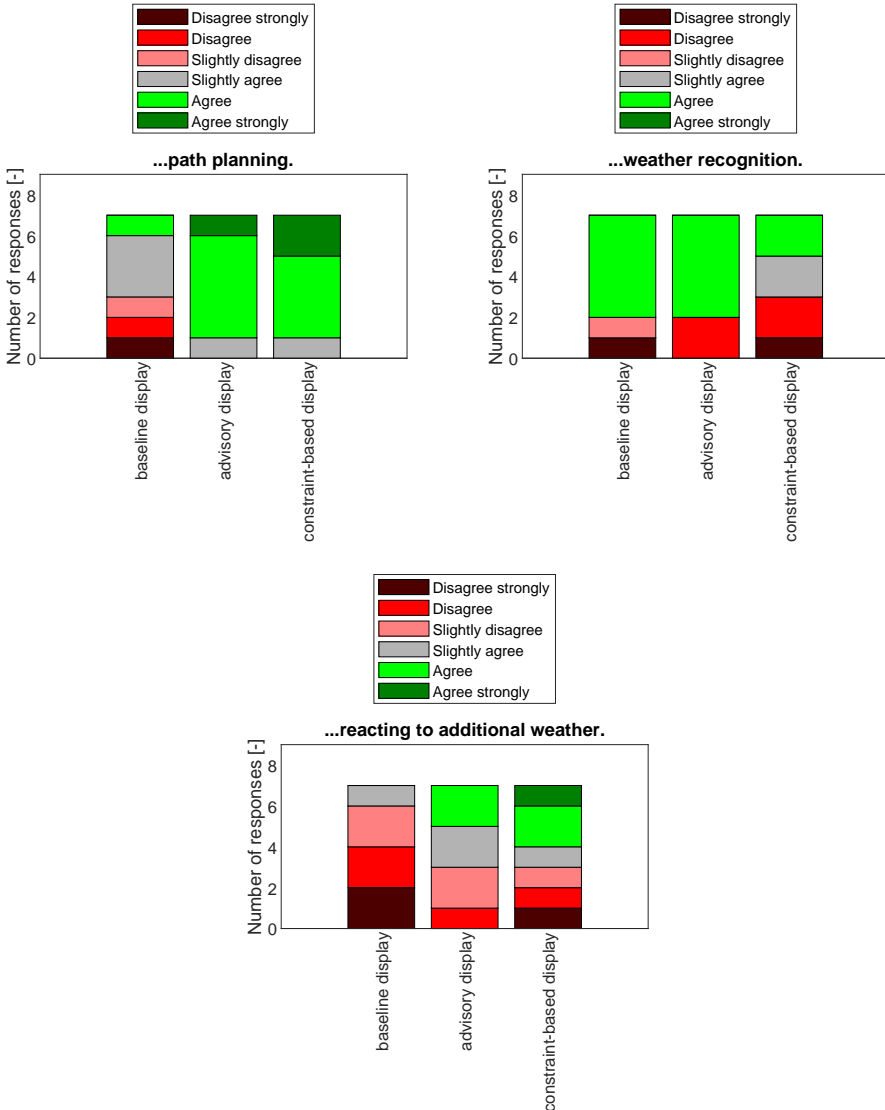 Disagree strongly
Disagree
Slightly disagree
Slightly agree
Agree
Agree strongly
...path planning.
Number of responses [-]
8
6
4
2
0
baseline display
advisory display
constraint-based display
Disagree strongly
Disagree
Slightly disagree
Slightly agree
Agree
Agree strongly
...weather recognition.
Number of responses [-]
8
6
4
2
0
baseline display
advisory display
constraint-based display
Disagree strongly
Disagree
Slightly disagree
Slightly agree
Agree
Agree strongly
...reacting to additional weather.
Number of responses [-]
8
6
4
2
0
baseline display
advisory display
constraint-based display